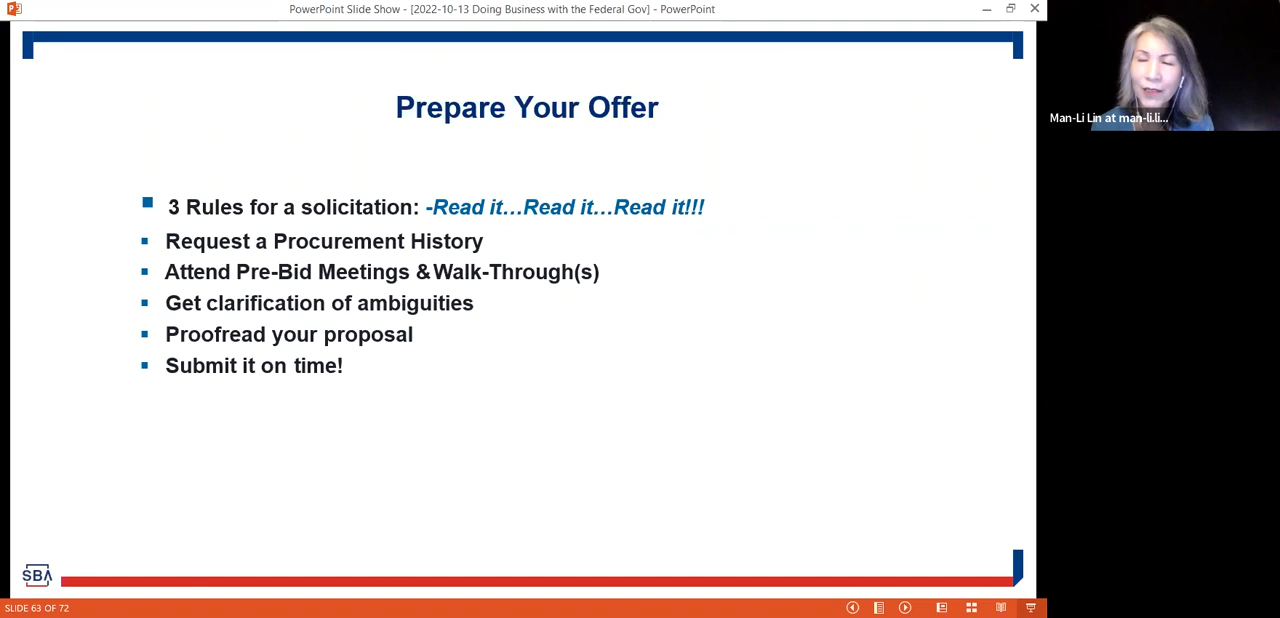 PowerPoint Slide Show - [2022-10-13 Doing Business with the Federal Gov] - PowerPoint
Prepare Your Offer
3 Rules for a solicitation: -Read it...Read it...Read it!!!
Request a Procurement History
Attend Pre-Bid Meetings & Walk-Through(s)
Get clarification of ambiguities
Proofread your proposal
Submit it on time!
Man-Li Lin at man-li.li...
SBA
SLIDE 63 OF 72